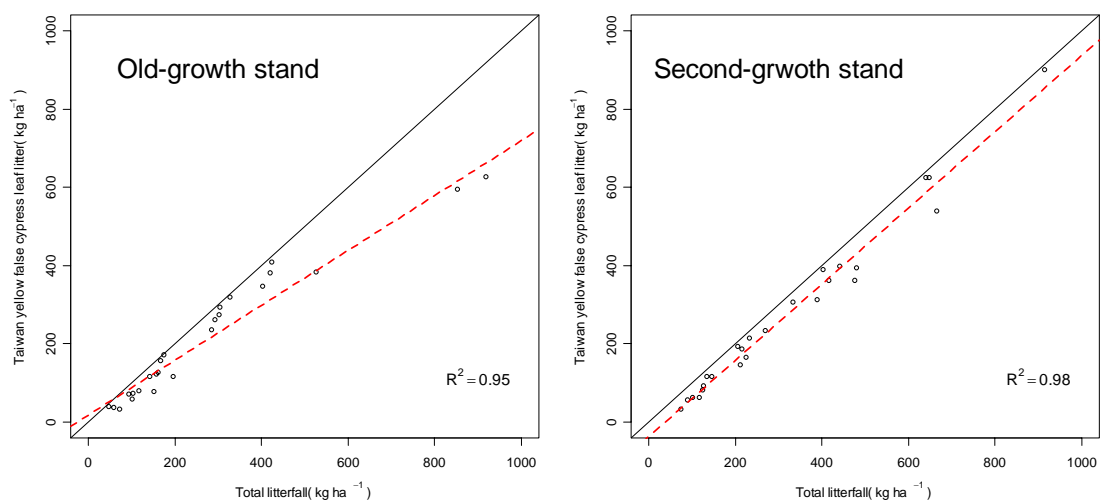 Old-growth stand
Taiwan yellow false cypress leaf litter( kg ha⁻¹ )
1000
800
600
400
200
0
R² = 0.95
0 200 400 600 800 1000
Total litterfall( kg ha ⁻¹ )
Second-grwoth stand
Taiwan yellow false cypress leaf litter( kg ha⁻¹ )
1000
800
600
400
200
0
R² = 0.98
0 200 400 600 800 1000
Total litterfall( kg ha ⁻¹ )